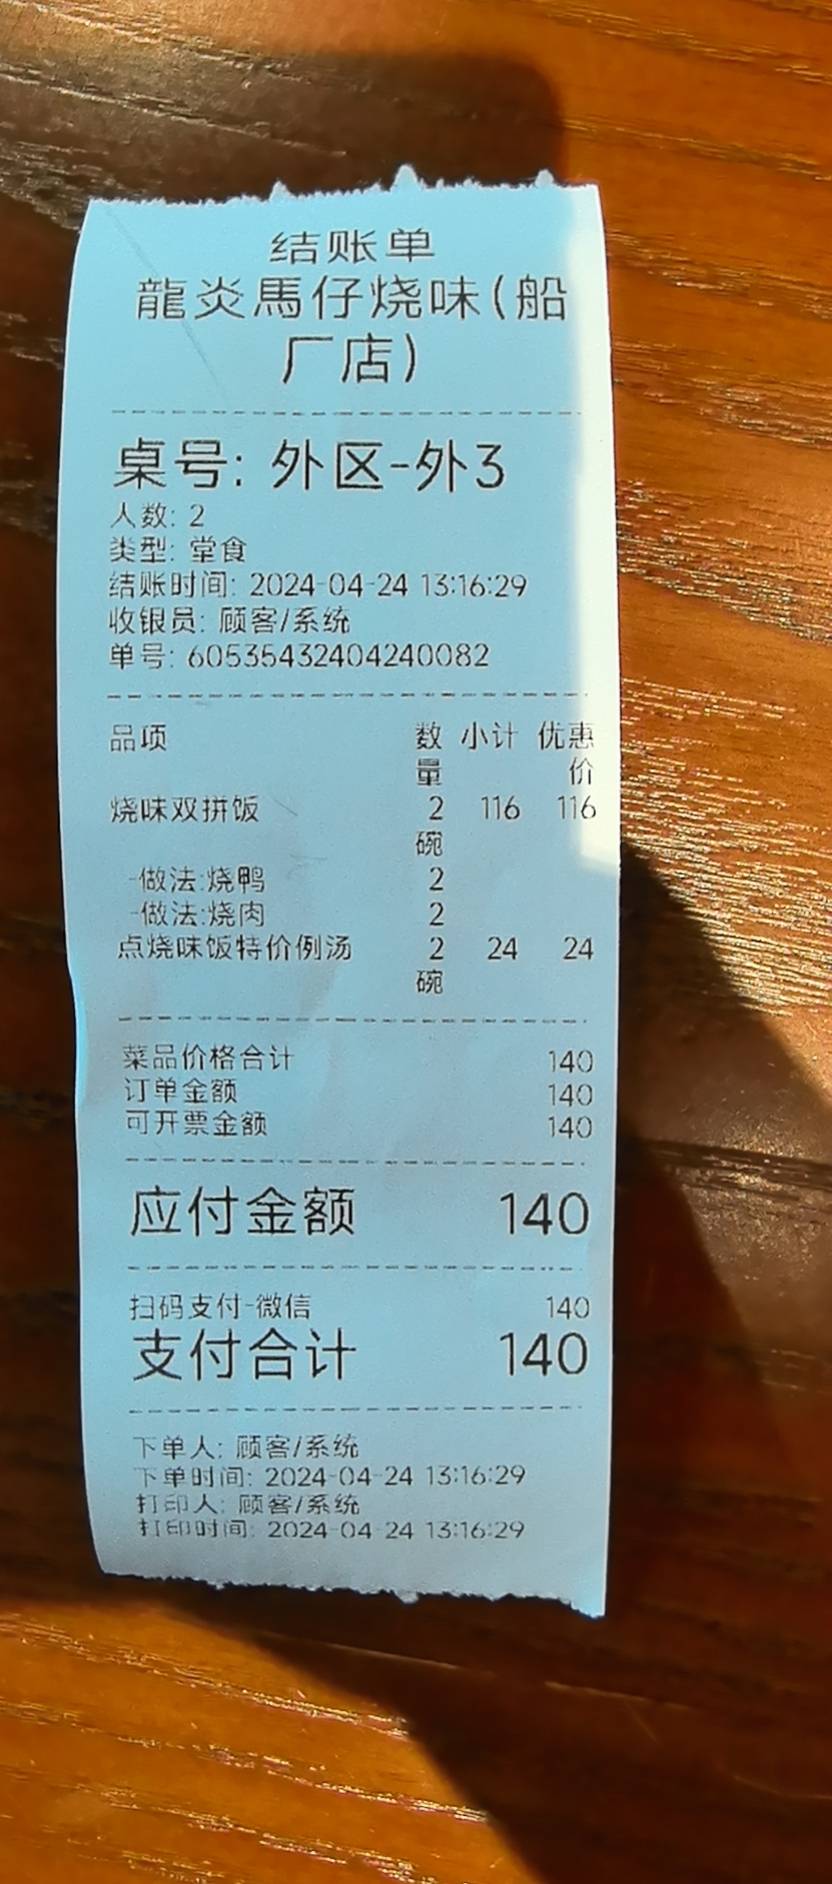 结账单
龍炎馬仔烧味(船
厂店)
桌号: 外区-外3
人数: 2
类型: 堂食
结账时间: 2024-04-24 13:16:29
收银员: 顾客/系统
单号: 60535432404240082
品项 数 小计 优惠
量 价
烧味双拼饭 2 116 116
碗
-做法:烧鸭 2
-做法:烧肉 2
点烧味饭特价例汤 2 24 24
碗
菜品价格合计 140
订单金额 140
可开票金额 140
应付金额 140
扫码支付-微信 140
支付合计 140
下单人: 顾客/系统
下单时间: 2024-04-24 13:16:29
打印人: 顾客/系统
打印时间: 2024-04-24 13:16:29